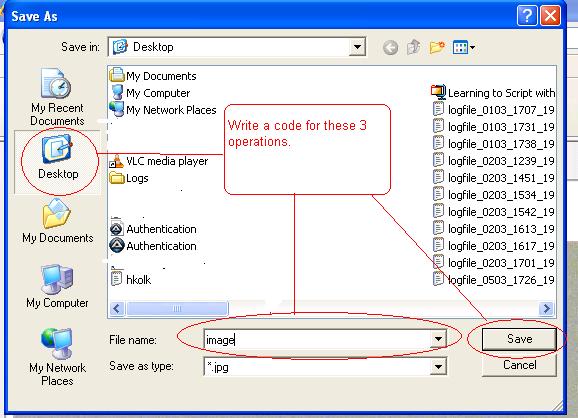 Save As
Save in:
Desktop
My Recent
Documents
Desktop
My Documents
My Computer
My Network
Places
My Documents
My Computer
My Network Places
VLC media player
Logs
Authentication
Authentication
hkolk
Learning to Script with
logfile_0103_1707_19
logfile_0103_1731_19
logfile_0103_1738_19
logfile_0203_1239_19
logfile_0203_1451_19
logfile_0203_1534_19
logfile_0203_1542_19
logfile_0203_1613_19
logfile_0203_1617_19
logfile_0203_1701_19
logfile_0503_1726_19
Write a code for these 3
operations.
File name:
image
Save
Save as type:
*.jpg
Cancel